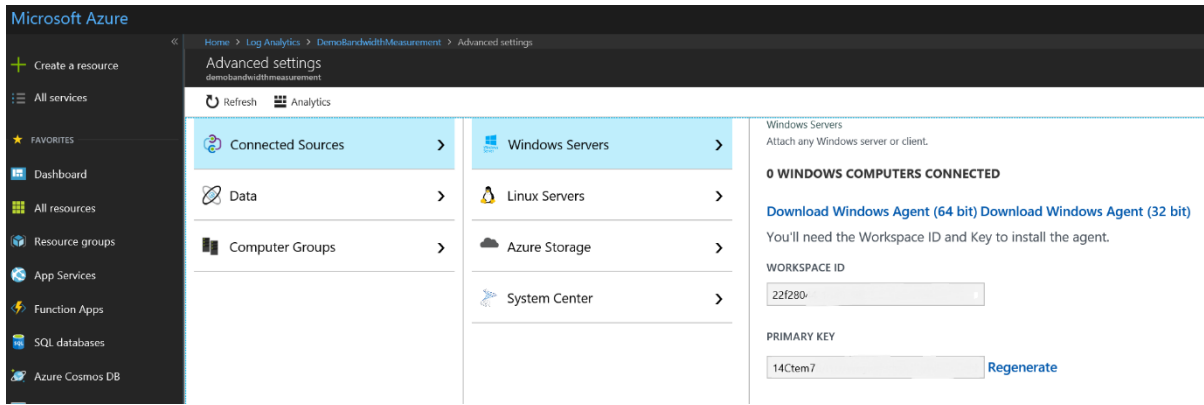 Microsoft Azure
«
Home > Log Analytics > DemoBandwidthMeasurement > Advanced settings
Advanced settings
demobandwidthmeasurement
Refresh Analytics
Create a resource
All services
FAVORITES
Dashboard
All resources
Resource groups
App Services
Function Apps
SQL databases
Azure Cosmos DB
Connected Sources >
Data >
Computer Groups >
Windows Servers >
Linux Servers >
Azure Storage >
System Center >
Windows Servers
Attach any Windows server or client.
0 WINDOWS COMPUTERS CONNECTED
Download Windows Agent (64 bit) Download Windows Agent (32 bit)
You'll need the Workspace ID and Key to install the agent.
WORKSPACE ID
22f280
PRIMARY KEY
14Ctem7 Regenerate